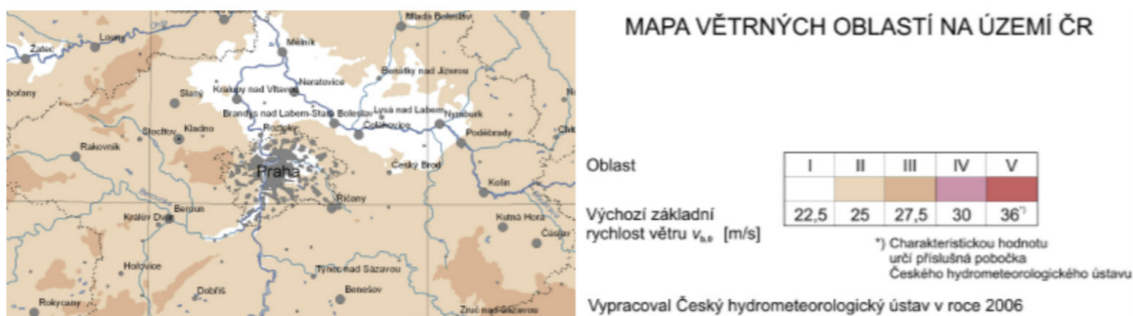 Mladá Boleslav
Louny
Žatec
Mělník
Benátky nad Jizerou
Neratovice
Slaný
Kralupy nad Vltavou
Lysá nad Labem
Brandýs nad Labem-Stará Boleslav
Nymburk
Roztoky
Čelákovice
Poděbrady
Stochov
Kladno
Rakovník
Český Brod
Praha
Kolín
Beroun
Říčany
Králův Dvůr
Kutná Hora
Čáslav
Hořovice
Týnec nad Sázavou
Dobříš
Benešov
Rokycany
Zruč nad Sázavou
MAPA VĚTRNÝCH OBLASTÍ NA ÚZEMÍ ČR
Oblast I II III IV V
Výchozí základní
rychlost větru vb,0 [m/s] 22,5 25 27,5 30 36*)
*) Charakteristickou hodnotu
určí příslušná pobočka
Českého hydrometeorologického ústavu
Vypracoval Český hydrometeorologický ústav v roce 2006